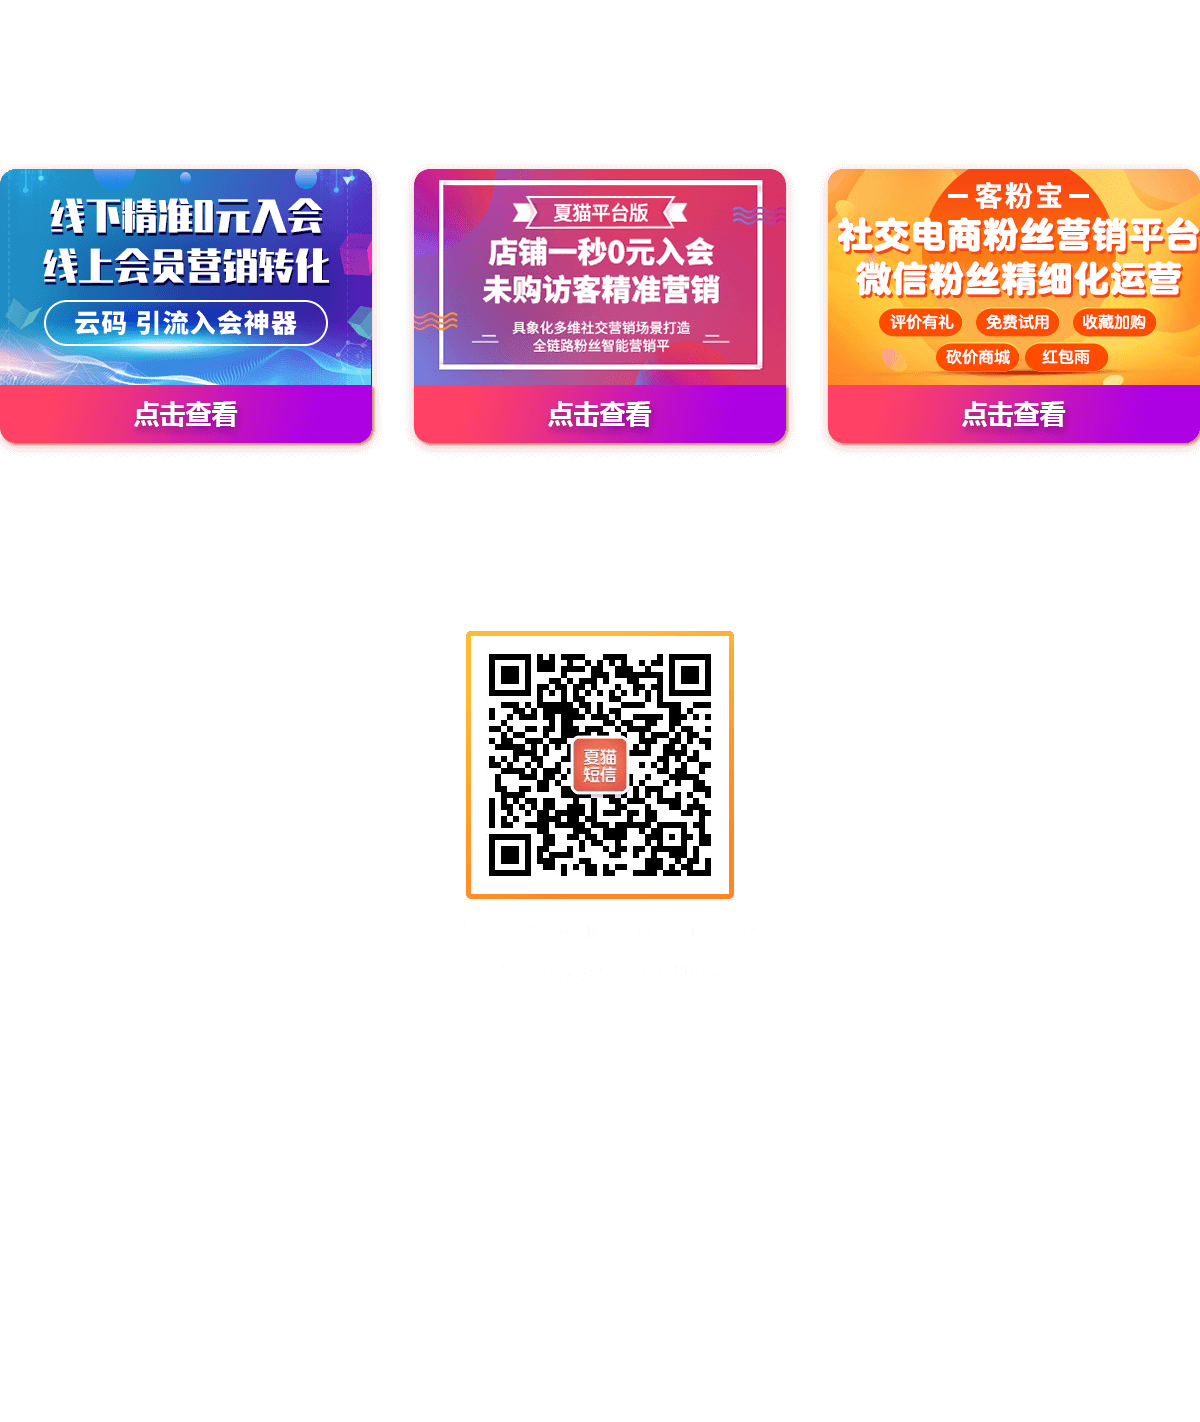 线下精准0元入会
线上会员营销转化
云码 引流入会神器
点击查看
夏猫平台版
店铺一秒0元入会
未购访客精准营销
具象化多维社交营销场景打造
全链路粉丝智能营销平
点击查看
客粉宝
社交电商粉丝营销平台
微信粉丝精细化运营
评价有礼 免费试用 收藏加购
砍价商城 红包雨
点击查看
夏猫
短信